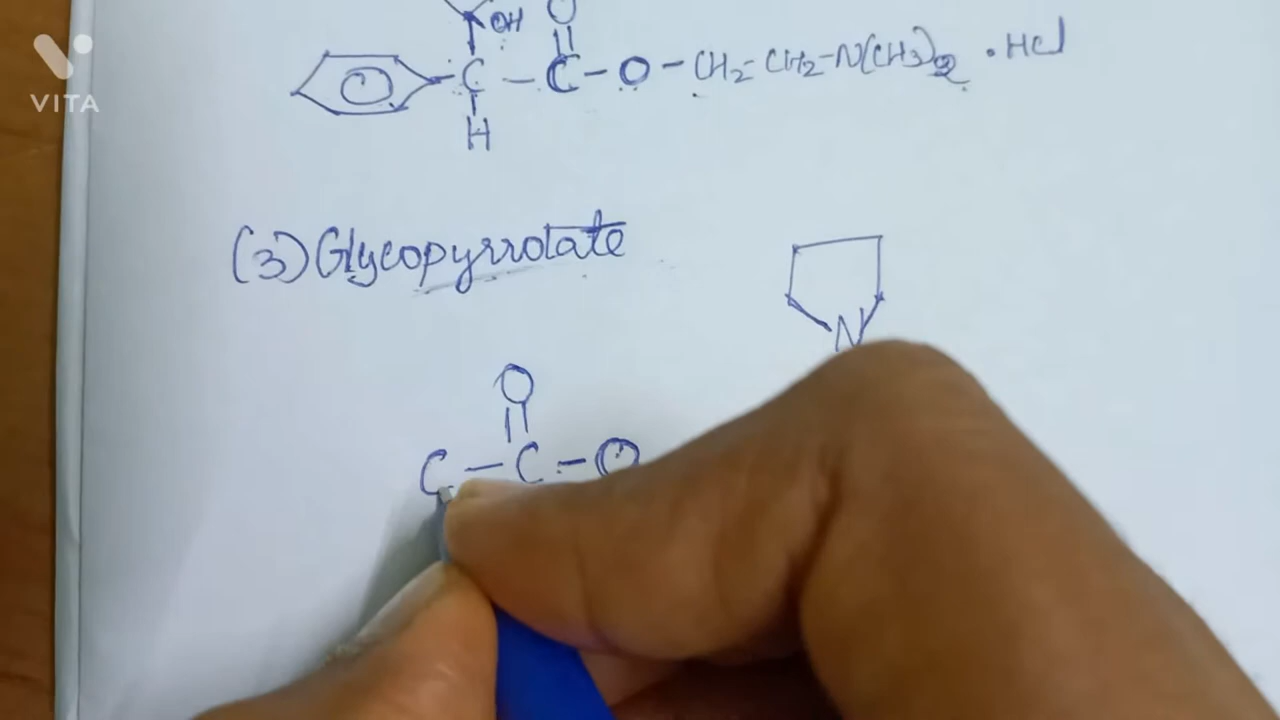 OH O
C - C - O - CH2 - CH2 - N(CH3)2 . HCl
H
VITA
(3) Glycopyrrolate
N
O
C - C - O